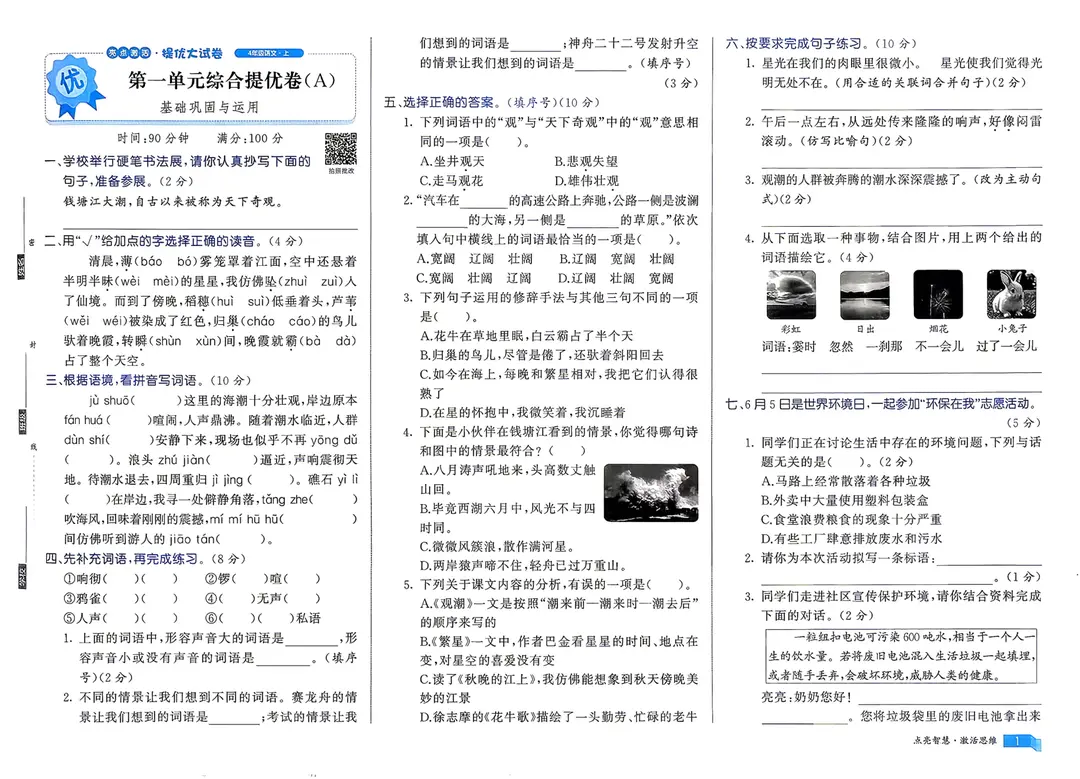 亮点激活·提优大试卷 4年级语文·上
优
第一单元综合提优卷(A)
基础巩固与运用
时间:90分钟 满分:100分
拍照批改
一、学校举行硬笔书法展,请你认真抄写下面的
句子,准备参展。(2分)
钱塘江大潮,自古以来被称为天下奇观。
二、用“√”给加点的字选择正确的读音。(4分)
清晨,薄(báo bó)雾笼罩着江面,空中还悬着
半明半昧(wèi mèi)的星星,我仿佛坠(zhuì zuì)入
了仙境。而到了傍晚,稻穗(huì suì)低垂着头,芦苇
(wěi wéi)被染成了红色,归巢(cháo cáo)的鸟儿
驮着晚霞,转瞬(shùn xùn)间,晚霞就霸(bà dà)
占了整个天空。
三、根据语境,看拼音写词语。(10分)
jù shuō( )这里的海潮十分壮观,岸边原本
fán huá( )喧闹,人声鼎沸。随着潮水临近,人群
dùn shí( )安静下来,现场也似乎不再yōng dǔ
( )。浪头zhú jiàn( )逼近,声响震彻天
地。待潮水退去,四周重归jì jìng( )。礁石yì lì
( )在岸边,我寻一处僻静角落,tǎng zhe( )
吹海风,回味着刚刚的震撼,mí mí hū hū( )
间仿佛听到游人的jiāo tán( )。
四、先补充词语,再完成练习。(8分)
①响彻( )( ) ②锣( )喧( )
③鸦雀( )( ) ④( )无声( )
⑤人声( )( ) ⑥( )( )私语
1. 上面的词语中,形容声音大的词语是________,形
容声音小或没有声音的词语是________。(填序
号)(2分)
2. 不同的情景让我们想到不同的词语。赛龙舟的情
景让我们想到的词语是________;考试的情景让我
们想到的词语是________;神舟二十二号发射升空
的情景让我们想到的词语是________。(填序号)
(3分)
五、选择正确的答案。(填序号)(10分)
1. 下列词语中的“观”与“天下奇观”中的“观”意思相
同的一项是( )。
A.坐井观天 B.悲观失望
C.走马观花 D.雄伟壮观
2.“汽车在________的高速公路上奔驰,公路一侧是波澜
________的大海,另一侧是________的草原。”依次
填入句中横线上的词语最恰当的一项是( )。
A.宽阔 辽阔 壮阔 B.辽阔 宽阔 壮阔
C.宽阔 壮阔 辽阔 D.辽阔 壮阔 宽阔
3. 下列句子运用的修辞手法与其他三句不同的一项
是( )。
A.花牛在草地里眠,白云霸占了半个天
B.归巢的鸟儿,尽管是倦了,还驮着斜阳回去
C.如今在海上,每晚和繁星相对,我把它们认得很
熟了
D.在星的怀抱中,我微笑着,我沉睡着
4. 下面是小伙伴在钱塘江看到的情景,你觉得哪句诗
和图中的情景最符合?( )
A.八月涛声吼地来,头高数丈触
山回。
B.毕竟西湖六月中,风光不与四
时同。
C.微微风簇浪,散作满河星。
D.两岸猿声啼不住,轻舟已过万重山。
5. 下列关于课文内容的分析,有误的一项是( )。
A.《观潮》一文是按照“潮来前—潮来时—潮去后”
的顺序来写的
B.《繁星》一文中,作者巴金看星星的时间、地点在
变,对星空的喜爱没有变
C.读了《秋晚的江上》,我仿佛能想象到秋天傍晚美
妙的江景
D.徐志摩的《花牛歌》描绘了一头勤劳、忙碌的老牛
六、按要求完成句子练习。(10分)
1. 星光在我们的肉眼里很微小。 星光使我们觉得光
明无处不在。(用合适的关联词合并句子)(2分)
2. 午后一点左右,从远处传来隆隆的响声,好像闷雷
滚动。(仿写比喻句)(2分)
3. 观潮的人群被奔腾的潮水深深震撼了。(改为主动句
式)(2分)
4. 从下面选取一种事物,结合图片,用上两个给出的
词语描绘它。(4分)
彩虹 日出 烟花 小兔子
词语:霎时 忽然 一刹那 不一会儿 过了一会儿
七、6月5日是世界环境日,一起参加“环保在我”志愿活动。
(5分)
1. 同学们正在讨论生活中存在的环境问题,下列与话
题无关的是( )。(2分)
A.马路上经常散落着各种垃圾
B.外卖中大量使用塑料包装盒
C.食堂浪费粮食的现象十分严重
D.有些工厂肆意排放废水和污水
2. 请你为本次活动拟写一条标语:____________
________________________。(1分)
3. 同学们走进社区宣传保护环境,请你结合资料完成
下面的对话。(2分)
一粒纽扣电池可污染600吨水,相当于一个人一
生的饮水量。若将废旧电池混入生活垃圾一起填埋,
或者随手丢弃,会破坏环境,威胁人类的健康。
亮亮:奶奶您好!____________________
________。您将垃圾袋里的废旧电池拿出来
点亮智慧·激活思维 1
密
姓名
封
班级
线
学校